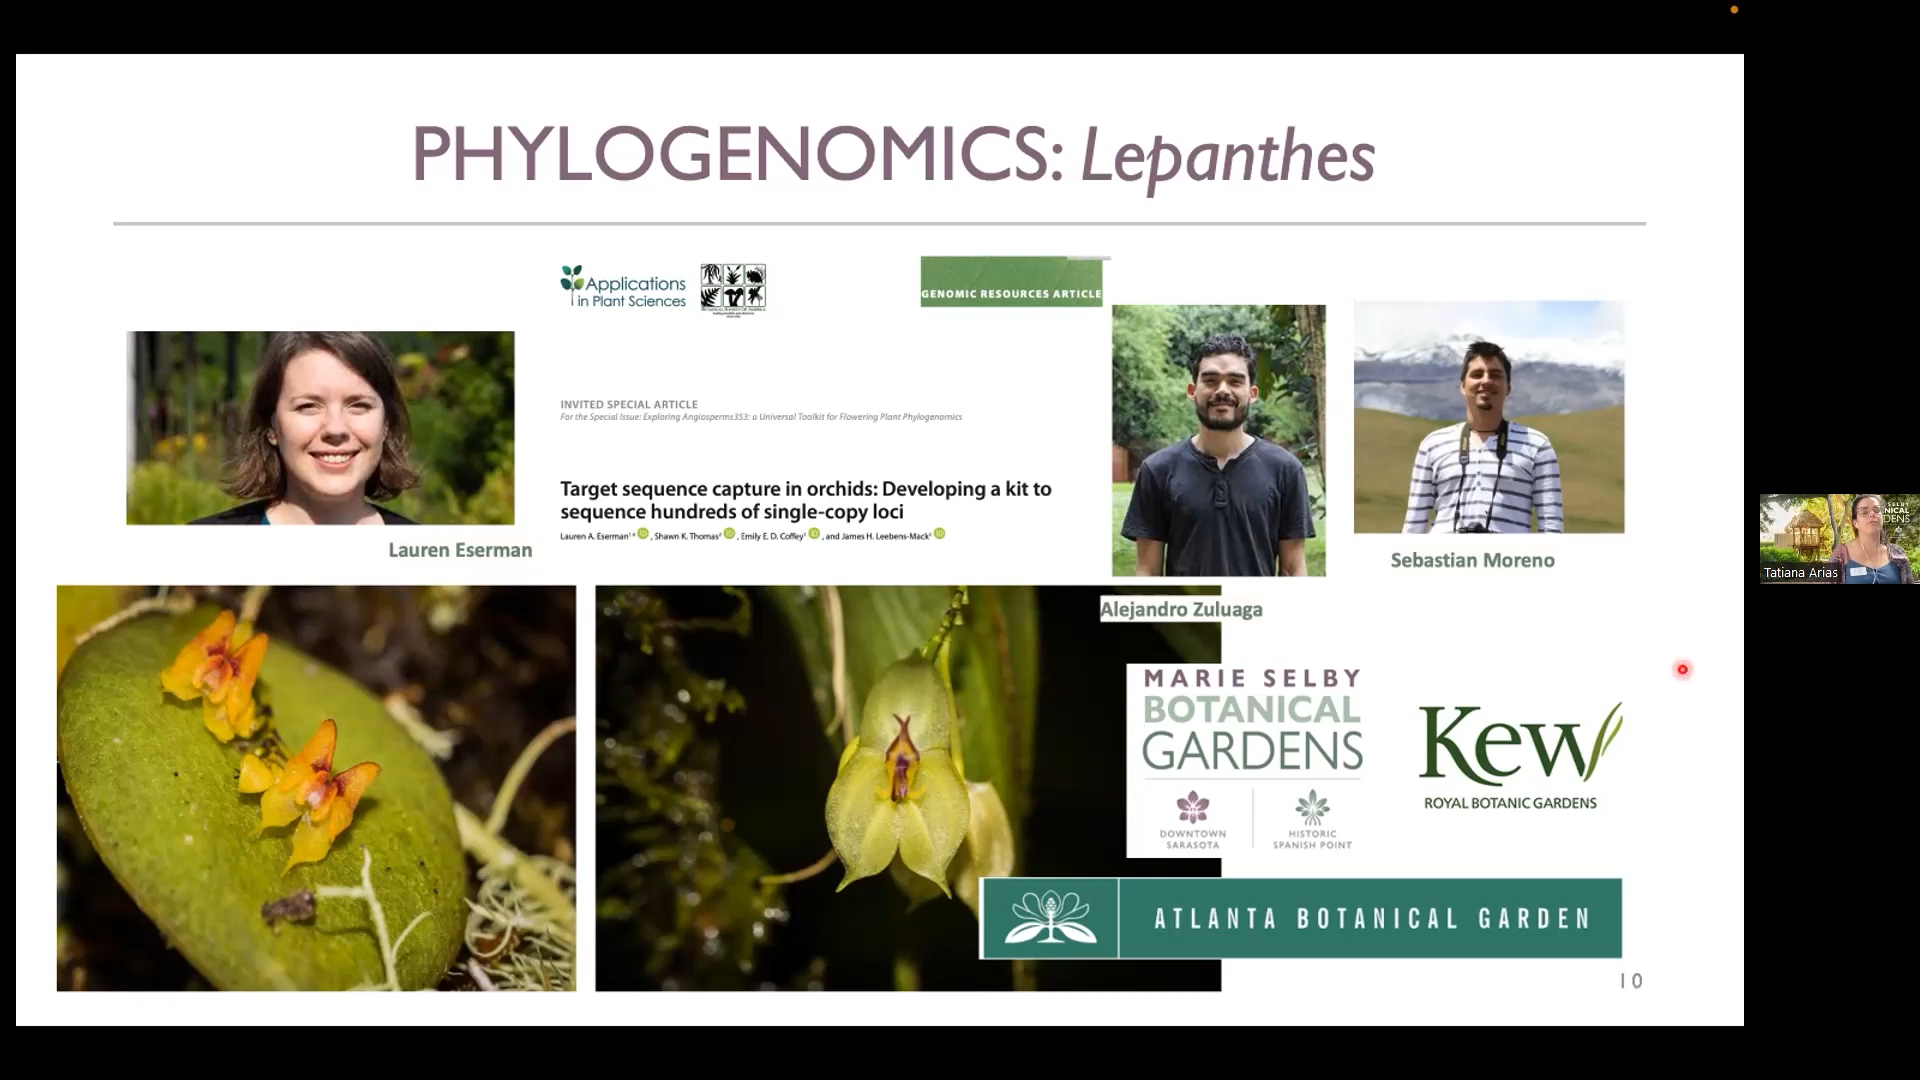 PHYLOGENOMICS: Lepanthes
Applications
in Plant Sciences
GENOMIC RESOURCES ARTICLE
INVITED SPECIAL ARTICLE
For the Special Issue: Exploring Angiosperms353: a Universal Toolkit for Flowering Plant Phylogenomics
Target sequence capture in orchids: Developing a kit to
sequence hundreds of single-copy loci
Lauren A. Eserman, Shawn K. Thomas, Emily E. D. Coffey, and James H. Leebens-Mack
Lauren Eserman
Sebastian Moreno
Alejandro Zuluaga
MARIE SELBY
BOTANICAL
GARDENS
DOWNTOWN
SARASOTA
HISTORIC
SPANISH POINT
Kew
ROYAL BOTANIC GARDENS
ATLANTA BOTANICAL GARDEN
10
Tatiana Arias